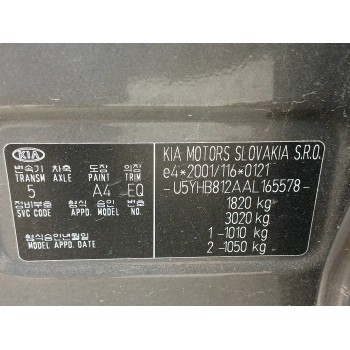 KIA
변속기 차축 도장 의장
TRANSM AXLE PAINT TRIM
5 A4 EQ
정비부호 형식 승인 번호
SVC CODE APPD. MODEL NO.
형식승인년월일
MODEL APP. DATE
KIA MOTORS SLOVAKIA S.R.O.
e4*2001/116*0121
-U5YHB812AAL165578-
1820 kg
3020 kg
1-1010 kg
2-1050 kg